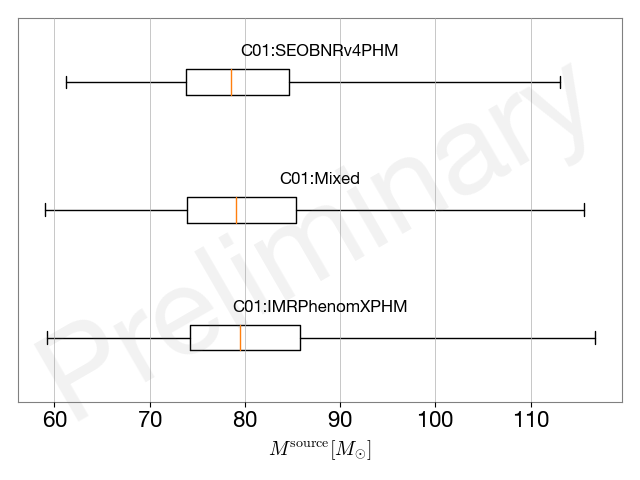 C01:SEOBNRv4PHM
C01:Mixed
C01:IMRPhenomXPHM
Preliminary
60 70 80 90 100 110
M^source[M_⊙]